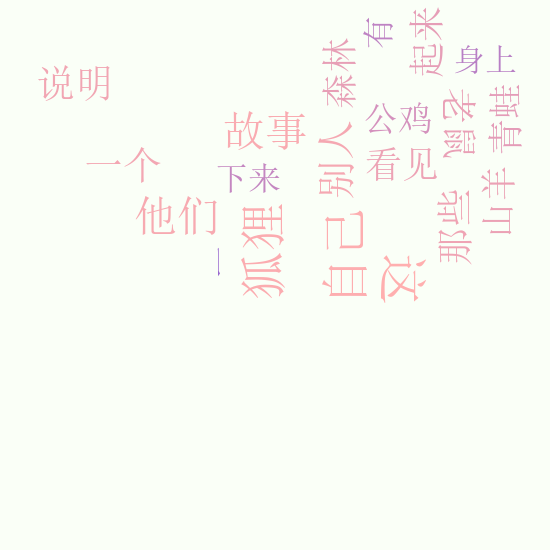 有
起来
森林
身上
说明
老鼠
青蛙
公鸡
故事
别人
看见
一个
下来
山羊
他们
那些
狐狸
自己
一
这